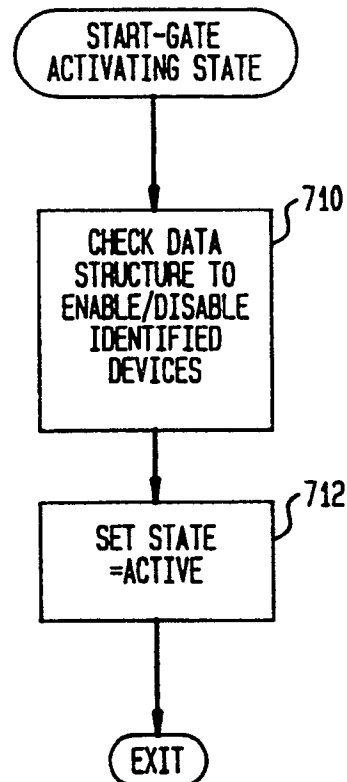 START-GATE
ACTIVATING STATE
710
CHECK DATA
STRUCTURE TO
ENABLE/DISABLE
IDENTIFIED
DEVICES
712
SET STATE
=ACTIVE
EXIT